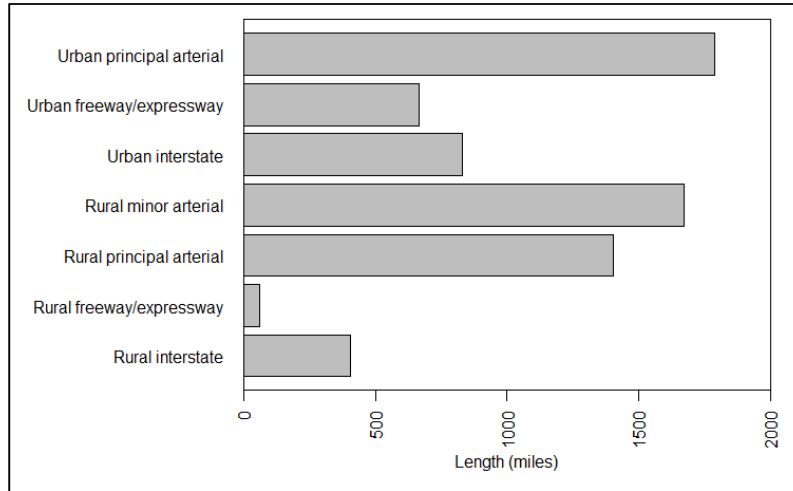 Urban principal arterial
Urban freeway/expressway
Urban interstate
Rural minor arterial
Rural principal arterial
Rural freeway/expressway
Rural interstate
0
500
1000
1500
2000
Length (miles)